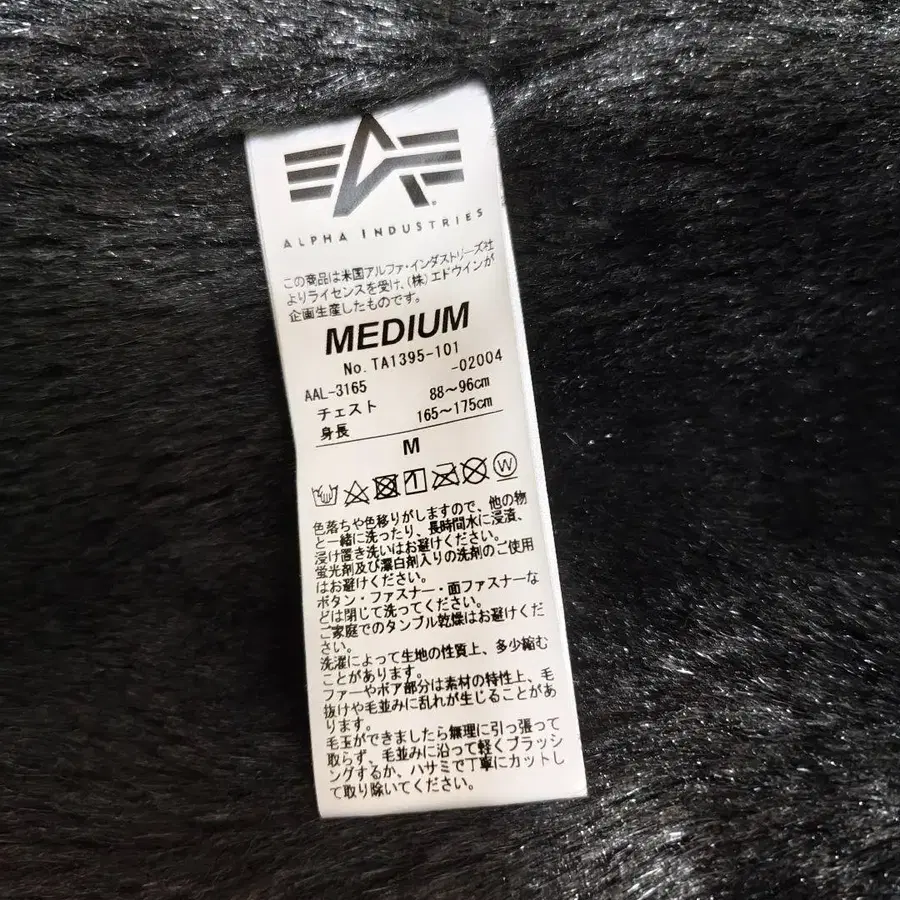 ALPHA INDUSTRIES
この商品は米国アルファ・インダストリーズ社
よりライセンスを受け、(株)エドウィンが
企画生産したものです。
MEDIUM
No. TA1395-101
AAL-3165 -02004
チェスト 88~96cm
身長 165~175cm
M
W
色落ちや色移りがしますので、他の物
と一緒に洗ったり、長時間水に浸漬、
浸け置き洗いはお避けください。
蛍光剤及び漂白剤入りの洗剤のご使用
はお避けください。
ボタン・ファスナー・面ファスナーな
どは閉じて洗ってください。
ご家庭でのタンブル乾燥はお避けくだ
さい。
洗濯によって生地の性質上、多少縮む
ことがあります。
ファーやボア部分は素材の特性上、毛
抜けや毛並みに乱れが生じることがあ
ります。
毛玉ができましたら無理に引っ張って
取らず、毛並みに沿って軽くブラッシ
ングするか、ハサミで丁寧にカットし
て取り除いてください。